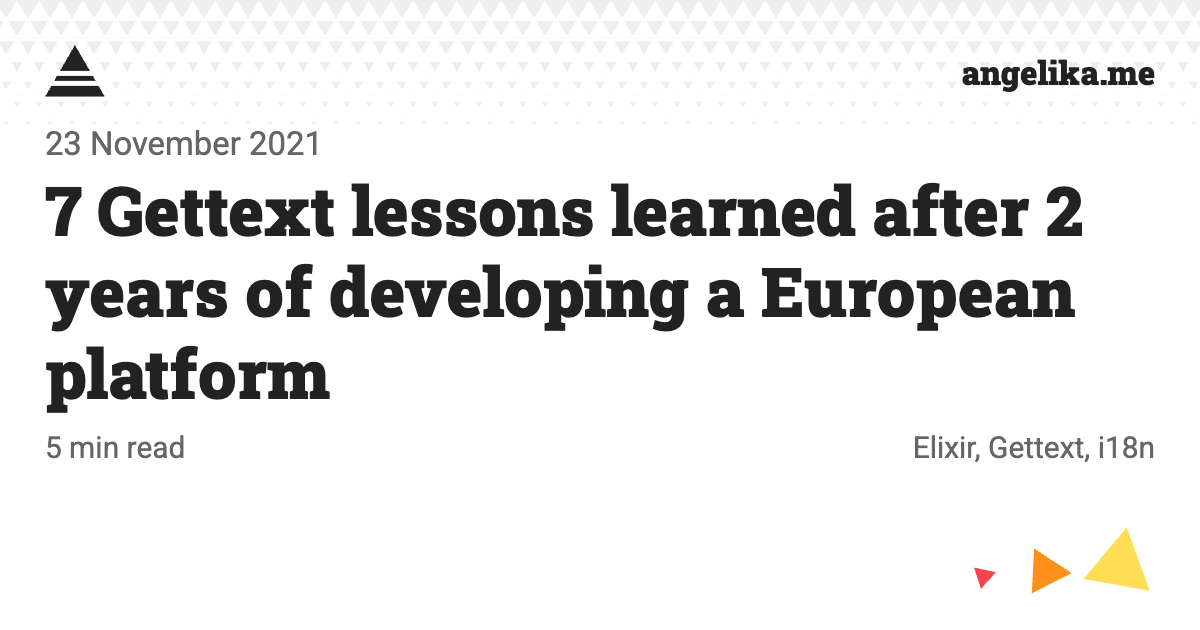 angelika.me
23 November 2021
7 Gettext lessons learned after 2
years of developing a European
platform
5 min read
Elixir, Gettext, i18n